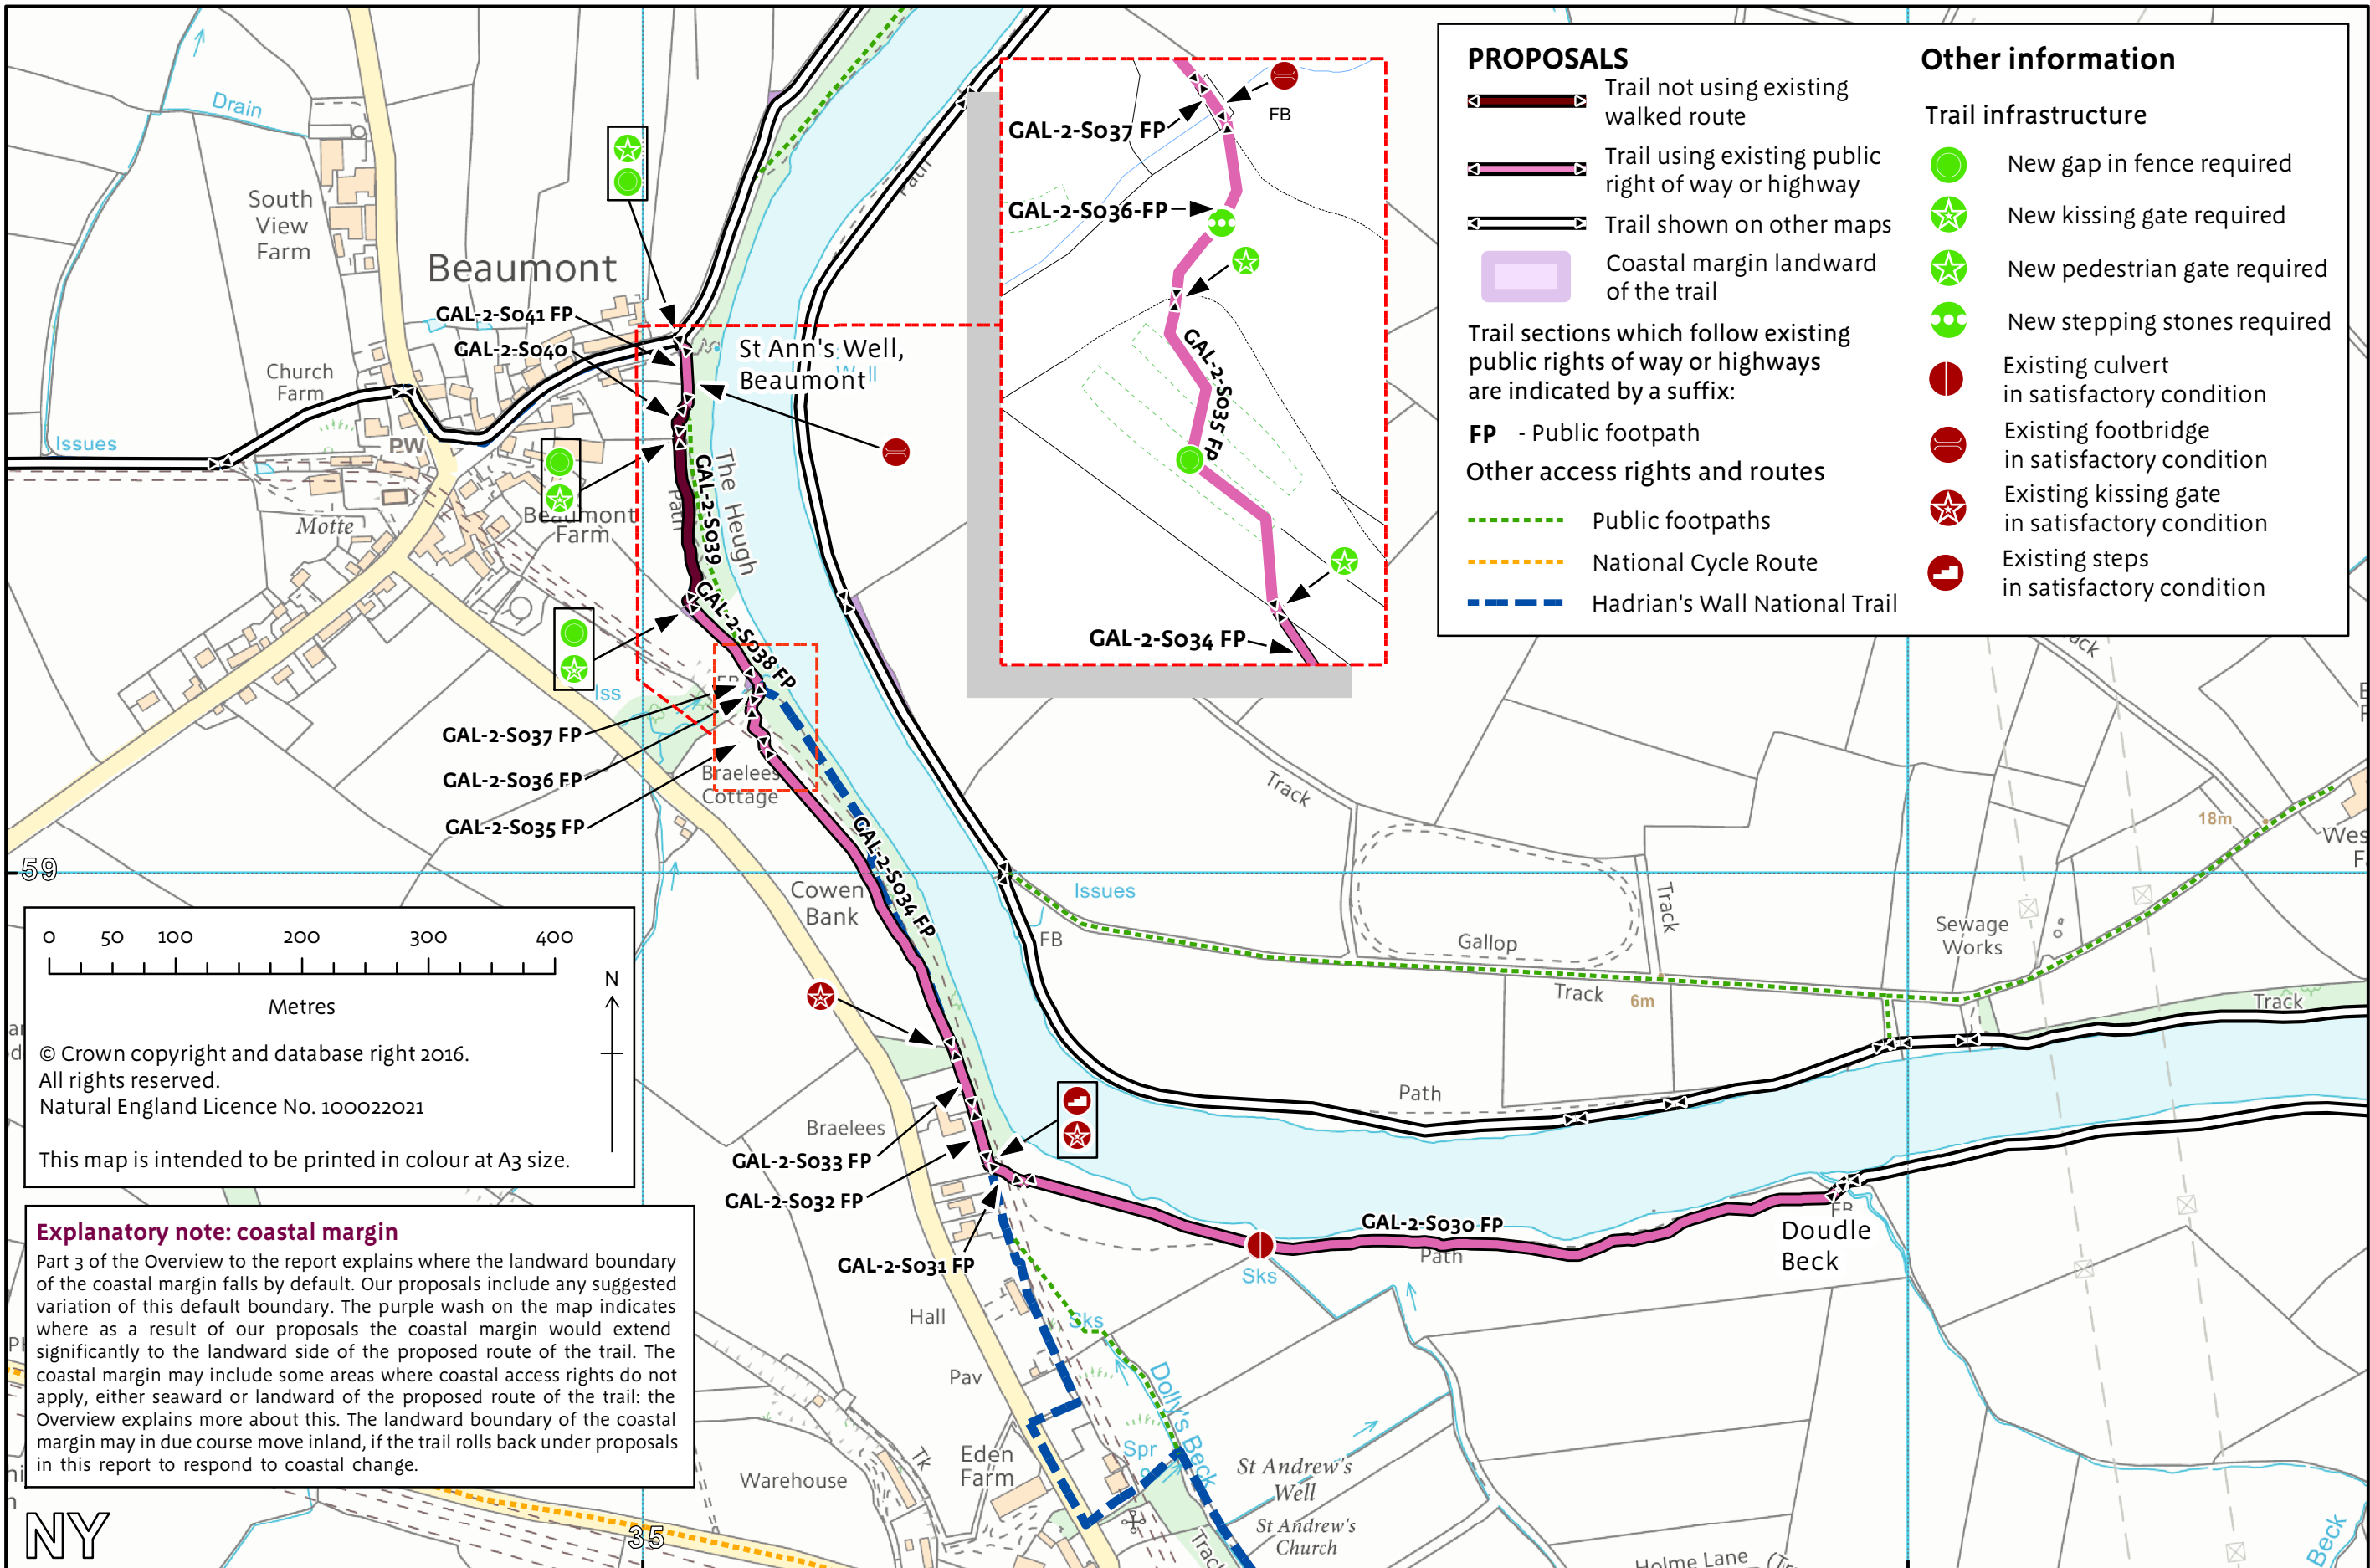 Drain
South
View
Farm
Beaumont
GAL-2-S041 FP
GAL-2-S040
Church
Farm
St Ann's Well,
Beaumont
Issues
PW
Motte
Beaumont
Farm
Path
The Heugh
GAL-2-S039
Path
GAL-2-S038 FP
Iss
FB
GAL-2-S037 FP
GAL-2-S036 FP
GAL-2-S035 FP
Braelees
Cottage
GAL-2-S034 FP
59
Cowen
Bank
GAL-2-S037 FP
FB
GAL-2-S036-FP
GAL-2-S035 FP
GAL-2-S034 FP
PROPOSALS
Trail not using existing
walked route
Trail using existing public
right of way or highway
Trail shown on other maps
Coastal margin landward
of the trail
Trail sections which follow existing
public rights of way or highways
are indicated by a suffix:
FP - Public footpath
Other access rights and routes
Public footpaths
National Cycle Route
Hadrian's Wall National Trail
Other information
Trail infrastructure
New gap in fence required
New kissing gate required
New pedestrian gate required
New stepping stones required
Existing culvert
in satisfactory condition
Existing footbridge
in satisfactory condition
Existing kissing gate
in satisfactory condition
Existing steps
in satisfactory condition
Track
18m
Issues
FB
Gallop
Track
Track
6m
Sewage
Works
Track
Path
0 50 100 200 300 400
Metres
N
© Crown copyright and database right 2016.
All rights reserved.
Natural England Licence No. 100022021
This map is intended to be printed in colour at A3 size.
Braelees
GAL-2-S033 FP
GAL-2-S032 FP
GAL-2-S031 FP
GAL-2-S030 FP
Path
Sks
FB
Doudle
Beck
Explanatory note: coastal margin
Part 3 of the Overview to the report explains where the landward boundary
of the coastal margin falls by default. Our proposals include any suggested
variation of this default boundary. The purple wash on the map indicates
where as a result of our proposals the coastal margin would extend
significantly to the landward side of the proposed route of the trail. The
coastal margin may include some areas where coastal access rights do not
apply, either seaward or landward of the proposed route of the trail: the
Overview explains more about this. The landward boundary of the coastal
margin may in due course move inland, if the trail rolls back under proposals
in this report to respond to coastal change.
Hall
Sks
Pav
Dolly's Beck
Spr
Eden
Farm
Tk
Warehouse
St Andrew's
Well
St Andrew's
Church
Track
Holme Lane
Beck
NY
35